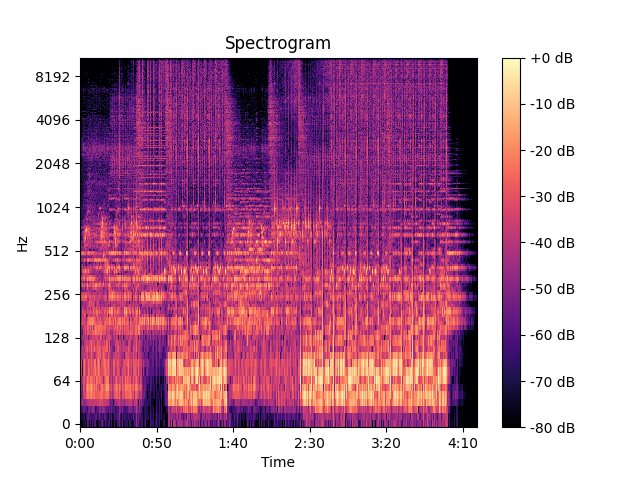 Spectrogram
8192
4096
2048
1024
512
256
128
64
0
Hz
0:00 0:50 1:40 2:30 3:20 4:10
Time
+0 dB
-10 dB
-20 dB
-30 dB
-40 dB
-50 dB
-60 dB
-70 dB
-80 dB